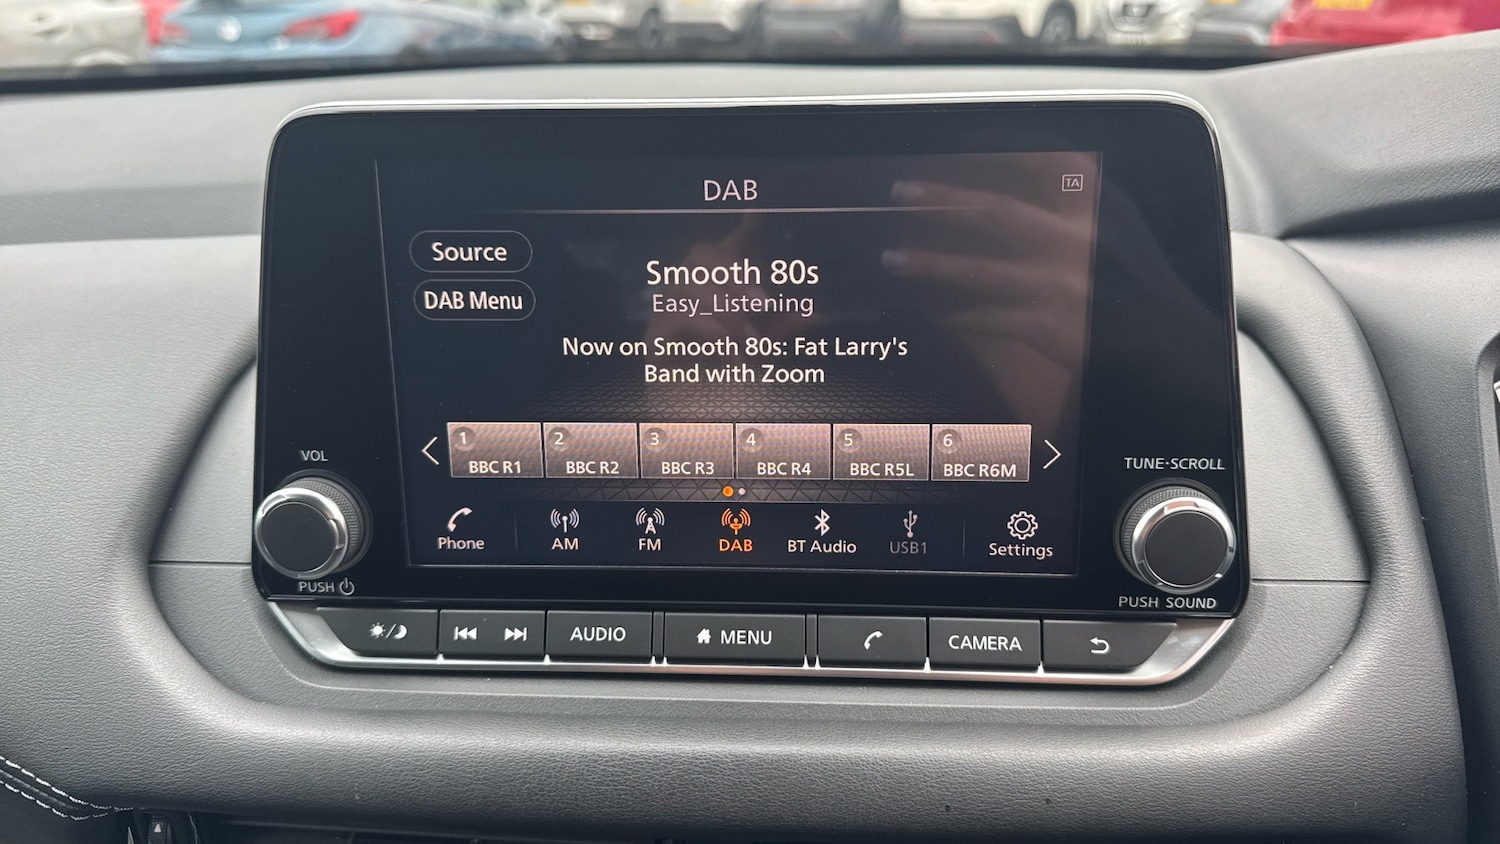 DAB
TA
Source
DAB Menu
Smooth 80s
Easy_Listening
Now on Smooth 80s: Fat Larry's
Band with Zoom
1
BBC R1
2
BBC R2
3
BBC R3
4
BBC R4
5
BBC R5L
6
BBC R6M
Phone
AM
FM
DAB
BT Audio
USB1
Settings
VOL
PUSH
TUNE·SCROLL
PUSH SOUND
AUDIO
MENU
CAMERA